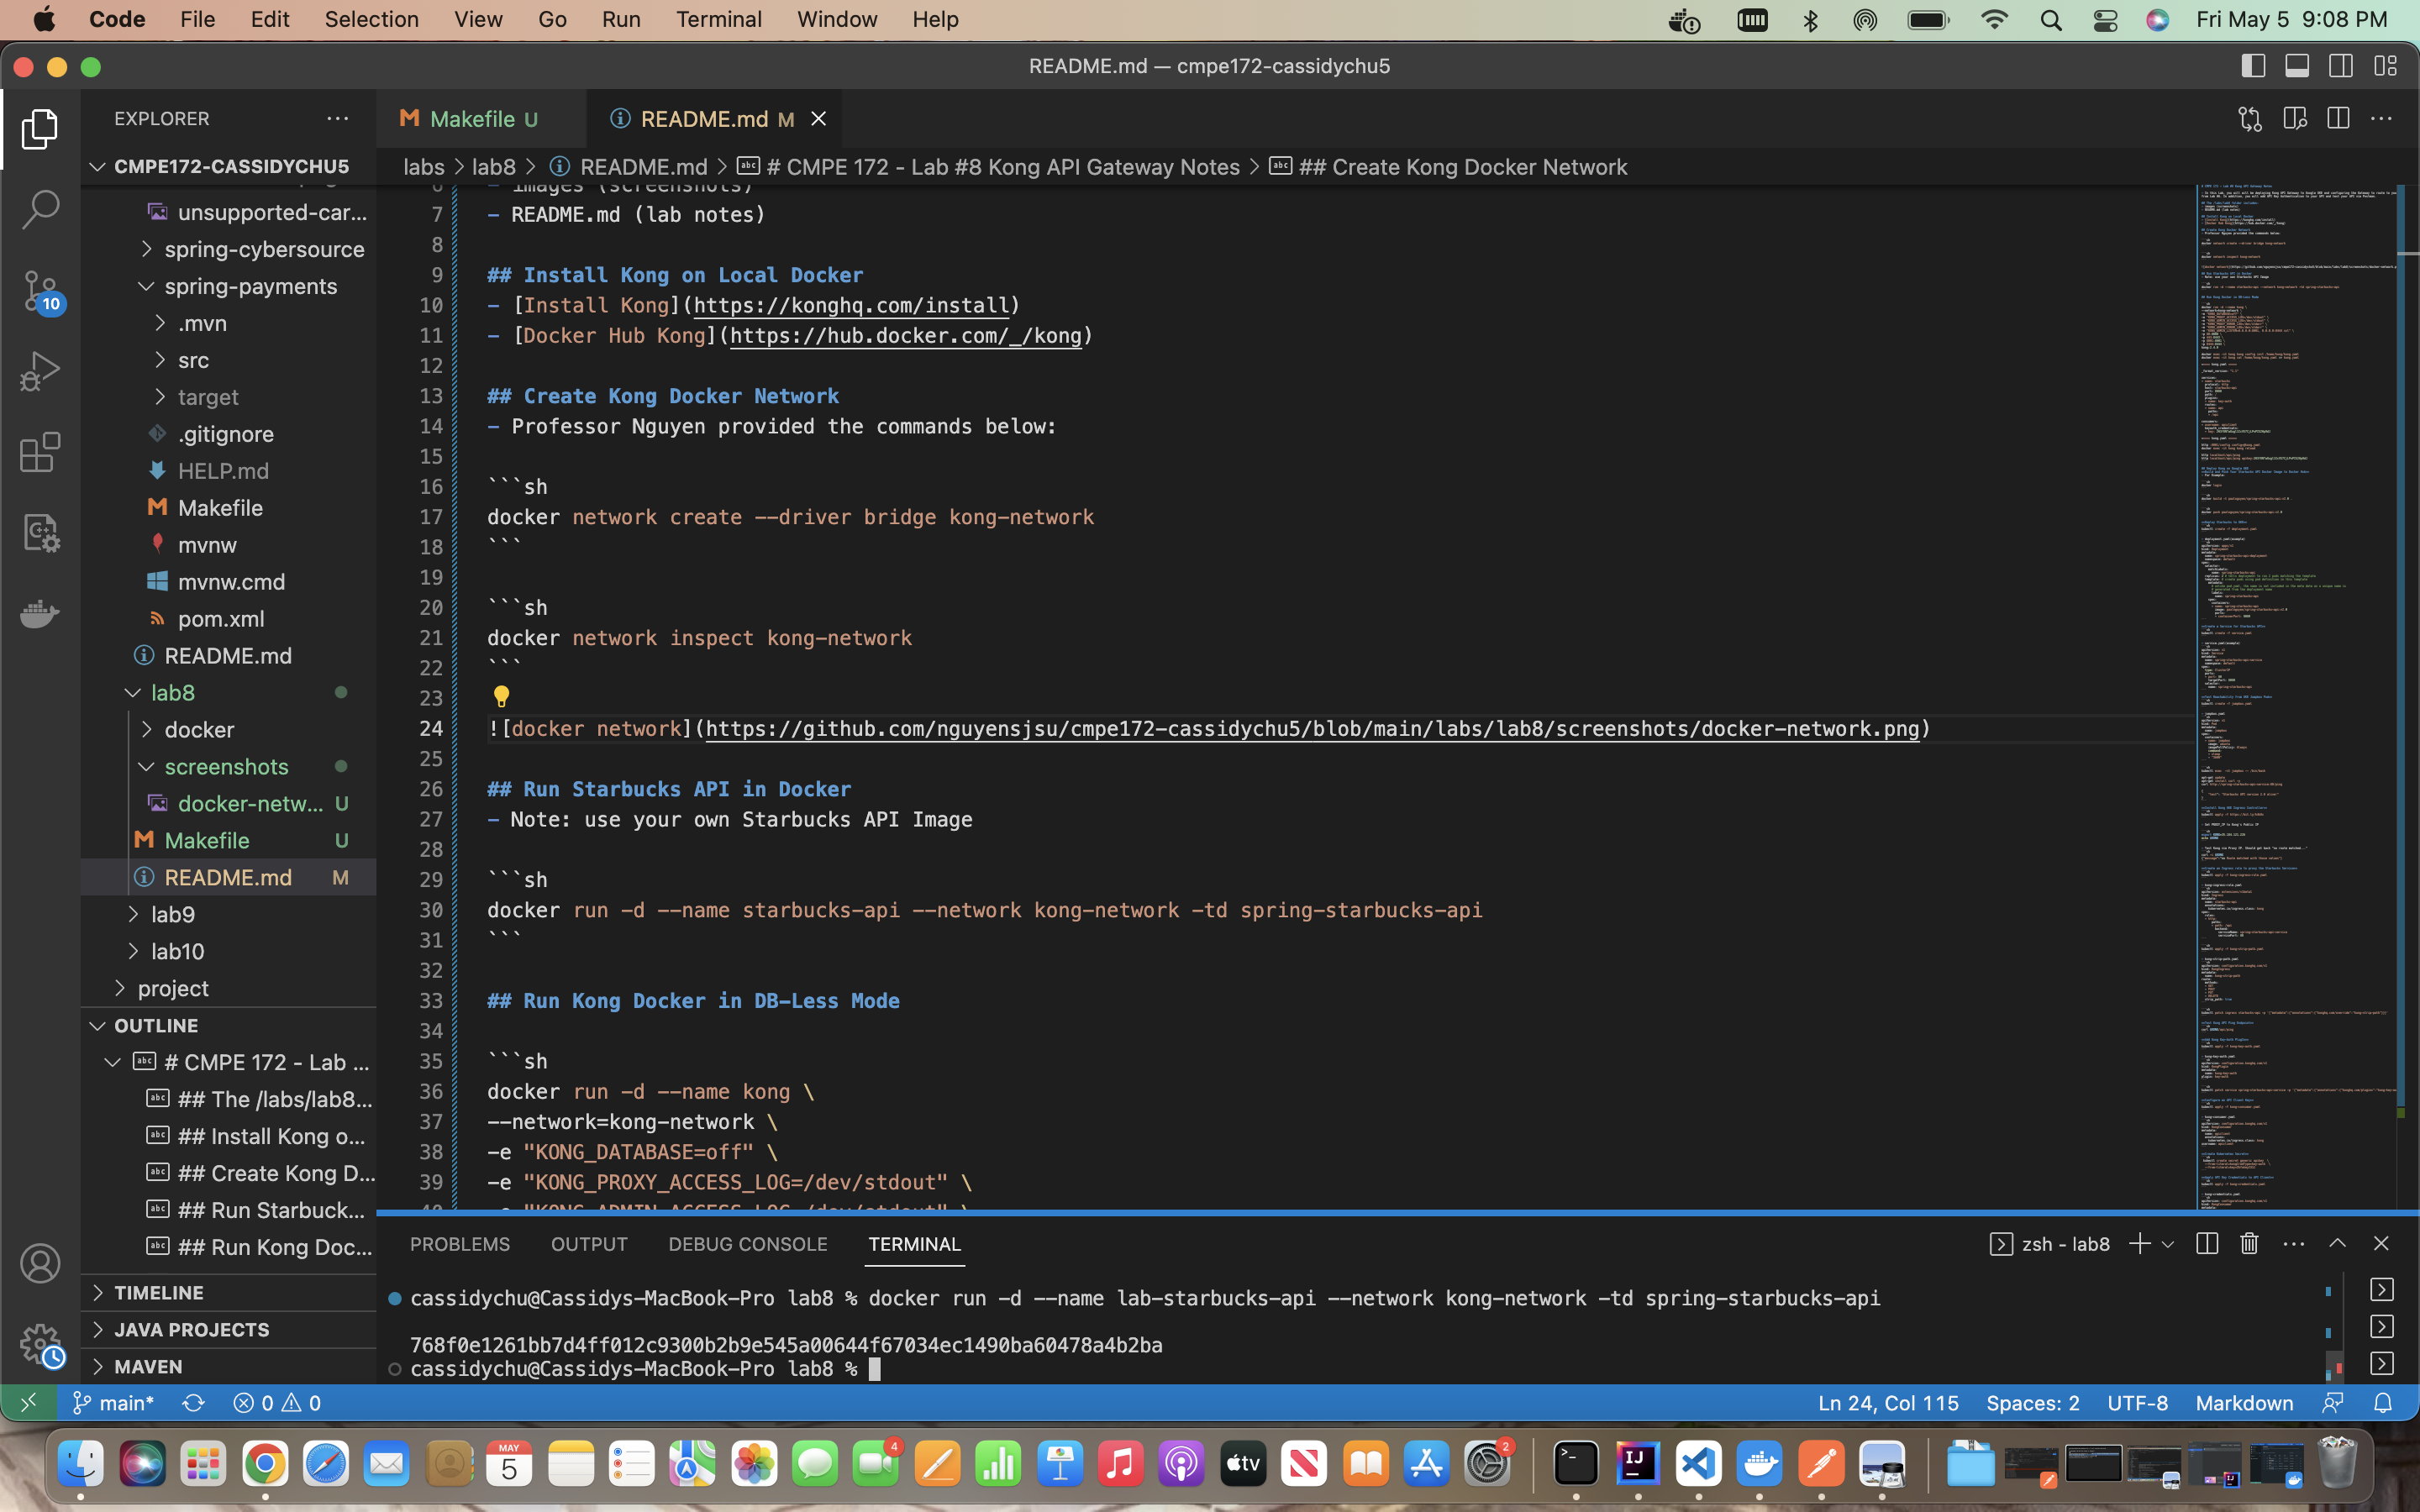 Code File Edit Selection View Go Run Terminal Window Help Fri May 5 9:08 PM
README.md — cmpe172-cassidychu5
EXPLORER
Makefile U
README.md M
CMPE172-CASSIDYCHU5
labs > lab8 > README.md > # CMPE 172 - Lab #8 Kong API Gateway Notes > ## Create Kong Docker Network
unsupported-car...
spring-cybersource
spring-payments
.mvn
src
target
.gitignore
HELP.md
Makefile
mvnw
mvnw.cmd
pom.xml
README.md
lab8
docker
screenshots
docker-netw... U
Makefile U
README.md M
lab9
lab10
project
OUTLINE
# CMPE 172 - Lab ...
## The /labs/lab8...
## Install Kong o...
## Create Kong D...
## Run Starbuck...
## Run Kong Doc...
TIMELINE
JAVA PROJECTS
MAVEN
6 - images (screenshots)
7 - README.md (lab notes)
8
9 ## Install Kong on Local Docker
10 - [Install Kong](https://konghq.com/install)
11 - [Docker Hub Kong](https://hub.docker.com/_/kong)
12
13 ## Create Kong Docker Network
14 - Professor Nguyen provided the commands below:
15
16 ```sh
17 docker network create --driver bridge kong-network
18 ```
19
20 ```sh
21 docker network inspect kong-network
22 ```
23
24 ![docker network](https://github.com/nguyensjsu/cmpe172-cassidychu5/blob/main/labs/lab8/screenshots/docker-network.png)
25
26 ## Run Starbucks API in Docker
27 - Note: use your own Starbucks API Image
28
29 ```sh
30 docker run -d --name starbucks-api --network kong-network -td spring-starbucks-api
31 ```
32
33 ## Run Kong Docker in DB-Less Mode
34
35 ```sh
36 docker run -d --name kong \
37 --network=kong-network \
38 -e "KONG_DATABASE=off" \
39 -e "KONG_PROXY_ACCESS_LOG=/dev/stdout" \
40 -e "KONG_ADMIN_ACCESS_LOG=/dev/stdout" \
PROBLEMS OUTPUT DEBUG CONSOLE TERMINAL zsh - lab8
cassidychu@Cassidys-MacBook-Pro lab8 % docker run -d --name lab-starbucks-api --network kong-network -td spring-starbucks-api
768f0e1261bb7d4ff012c9300b2b9e545a00644f67034ec1490ba60478a4b2ba
cassidychu@Cassidys-MacBook-Pro lab8 %
main* 0 0 Ln 24, Col 115 Spaces: 2 UTF-8 Markdown
10
MAY
5
4
tv
2
IJ